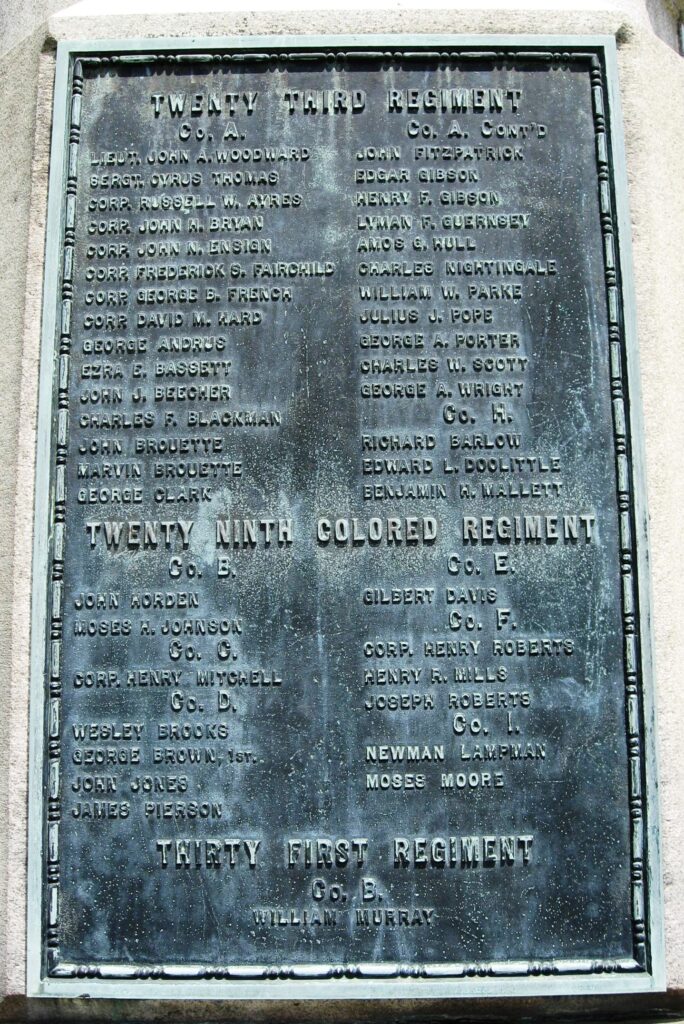 TWENTY THIRD REGIMENT
Co. A.
LIEUT. JOHN A. WOODWARD
SERGT. CYRUS THOMAS
CORP. RUSSELL W. AYRES
CORP. JOHN H. BRYAN
CORP. JOHN N. ENSIGN
CORP. FREDERICK S. FAIRCHILD
CORP. GEORGE B. FRENCH
CORP. DAVID M. HARD
GEORGE ANDRUS
EZRA E. BASSETT
JOHN J. BEECHER
CHARLES F. BLACKMAN
JOHN BROUETTE
MARVIN BROUETTE
GEORGE CLARK
Co. A. CONT'D
JOHN FITZPATRICK
EDGAR GIBSON
HENRY F. GIBSON
LYMAN F. GUERNSEY
AMOS G. HULL
CHARLES NIGHTINGALE
WILLIAM W. PARKE
JULIUS J. POPE
GEORGE A. PORTER
CHARLES W. SCOTT
GEORGE A. WRIGHT
Co. H.
RICHARD BARLOW
EDWARD L. DOOLITTLE
BENJAMIN H. MALLETT
TWENTY NINTH COLORED REGIMENT
Co. B.
JOHN HORDEN
MOSES H. JOHNSON
Co. C.
CORP. HENRY MITCHELL
Co. D.
WESLEY BROOKS
GEORGE BROWN, 1ST.
JOHN JONES
JAMES PIERSON
Co. E.
GILBERT DAVIS
Co. F.
CORP. HENRY ROBERTS
HENRY R. MILLS
JOSEPH ROBERTS
Co. I.
NEWMAN LAMPMAN
MOSES MOORE
THIRTY FIRST REGIMENT
Co. B.
WILLIAM MURRAY